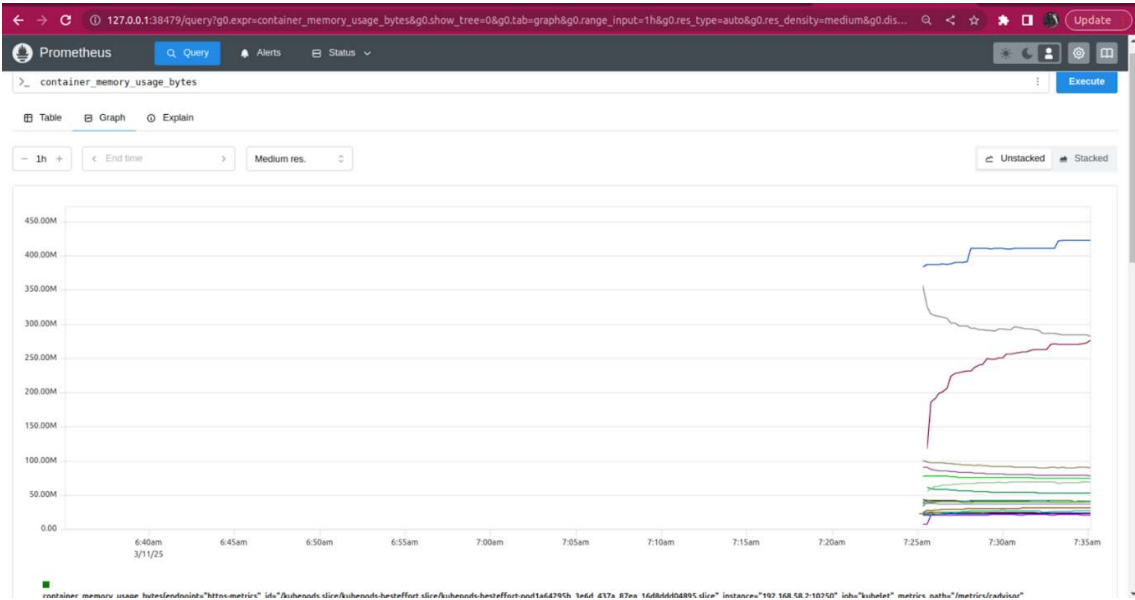 127.0.0.1:38479/query?g0.expr=container_memory_usage_bytes&g0.show_tree=0&g0.tab=graph&g0.range_input=1h&g0.res_type=auto&g0.res_density=medium&g0.dis... Update
Prometheus Query Alerts Status
>_ container_memory_usage_bytes Execute
Table Graph Explain
− 1h + < End time > Medium res. Unstacked Stacked
450.00M
400.00M
350.00M
300.00M
250.00M
200.00M
150.00M
100.00M
50.00M
0.00
6:40am 6:45am 6:50am 6:55am 7:00am 7:05am 7:10am 7:15am 7:20am 7:25am 7:30am 7:35am
3/11/25
container_memory_usage_bytes{endpoint="https-metrics", id="/kubepods.slice/kubepods-besteffort.slice/kubepods-besteffort-pod1a64295b_3e6d_437a_87ea_16d8ddd04895.slice", instance="192.168.58.2:10250", job="kubelet", metrics_path="/metrics/cadvisor"